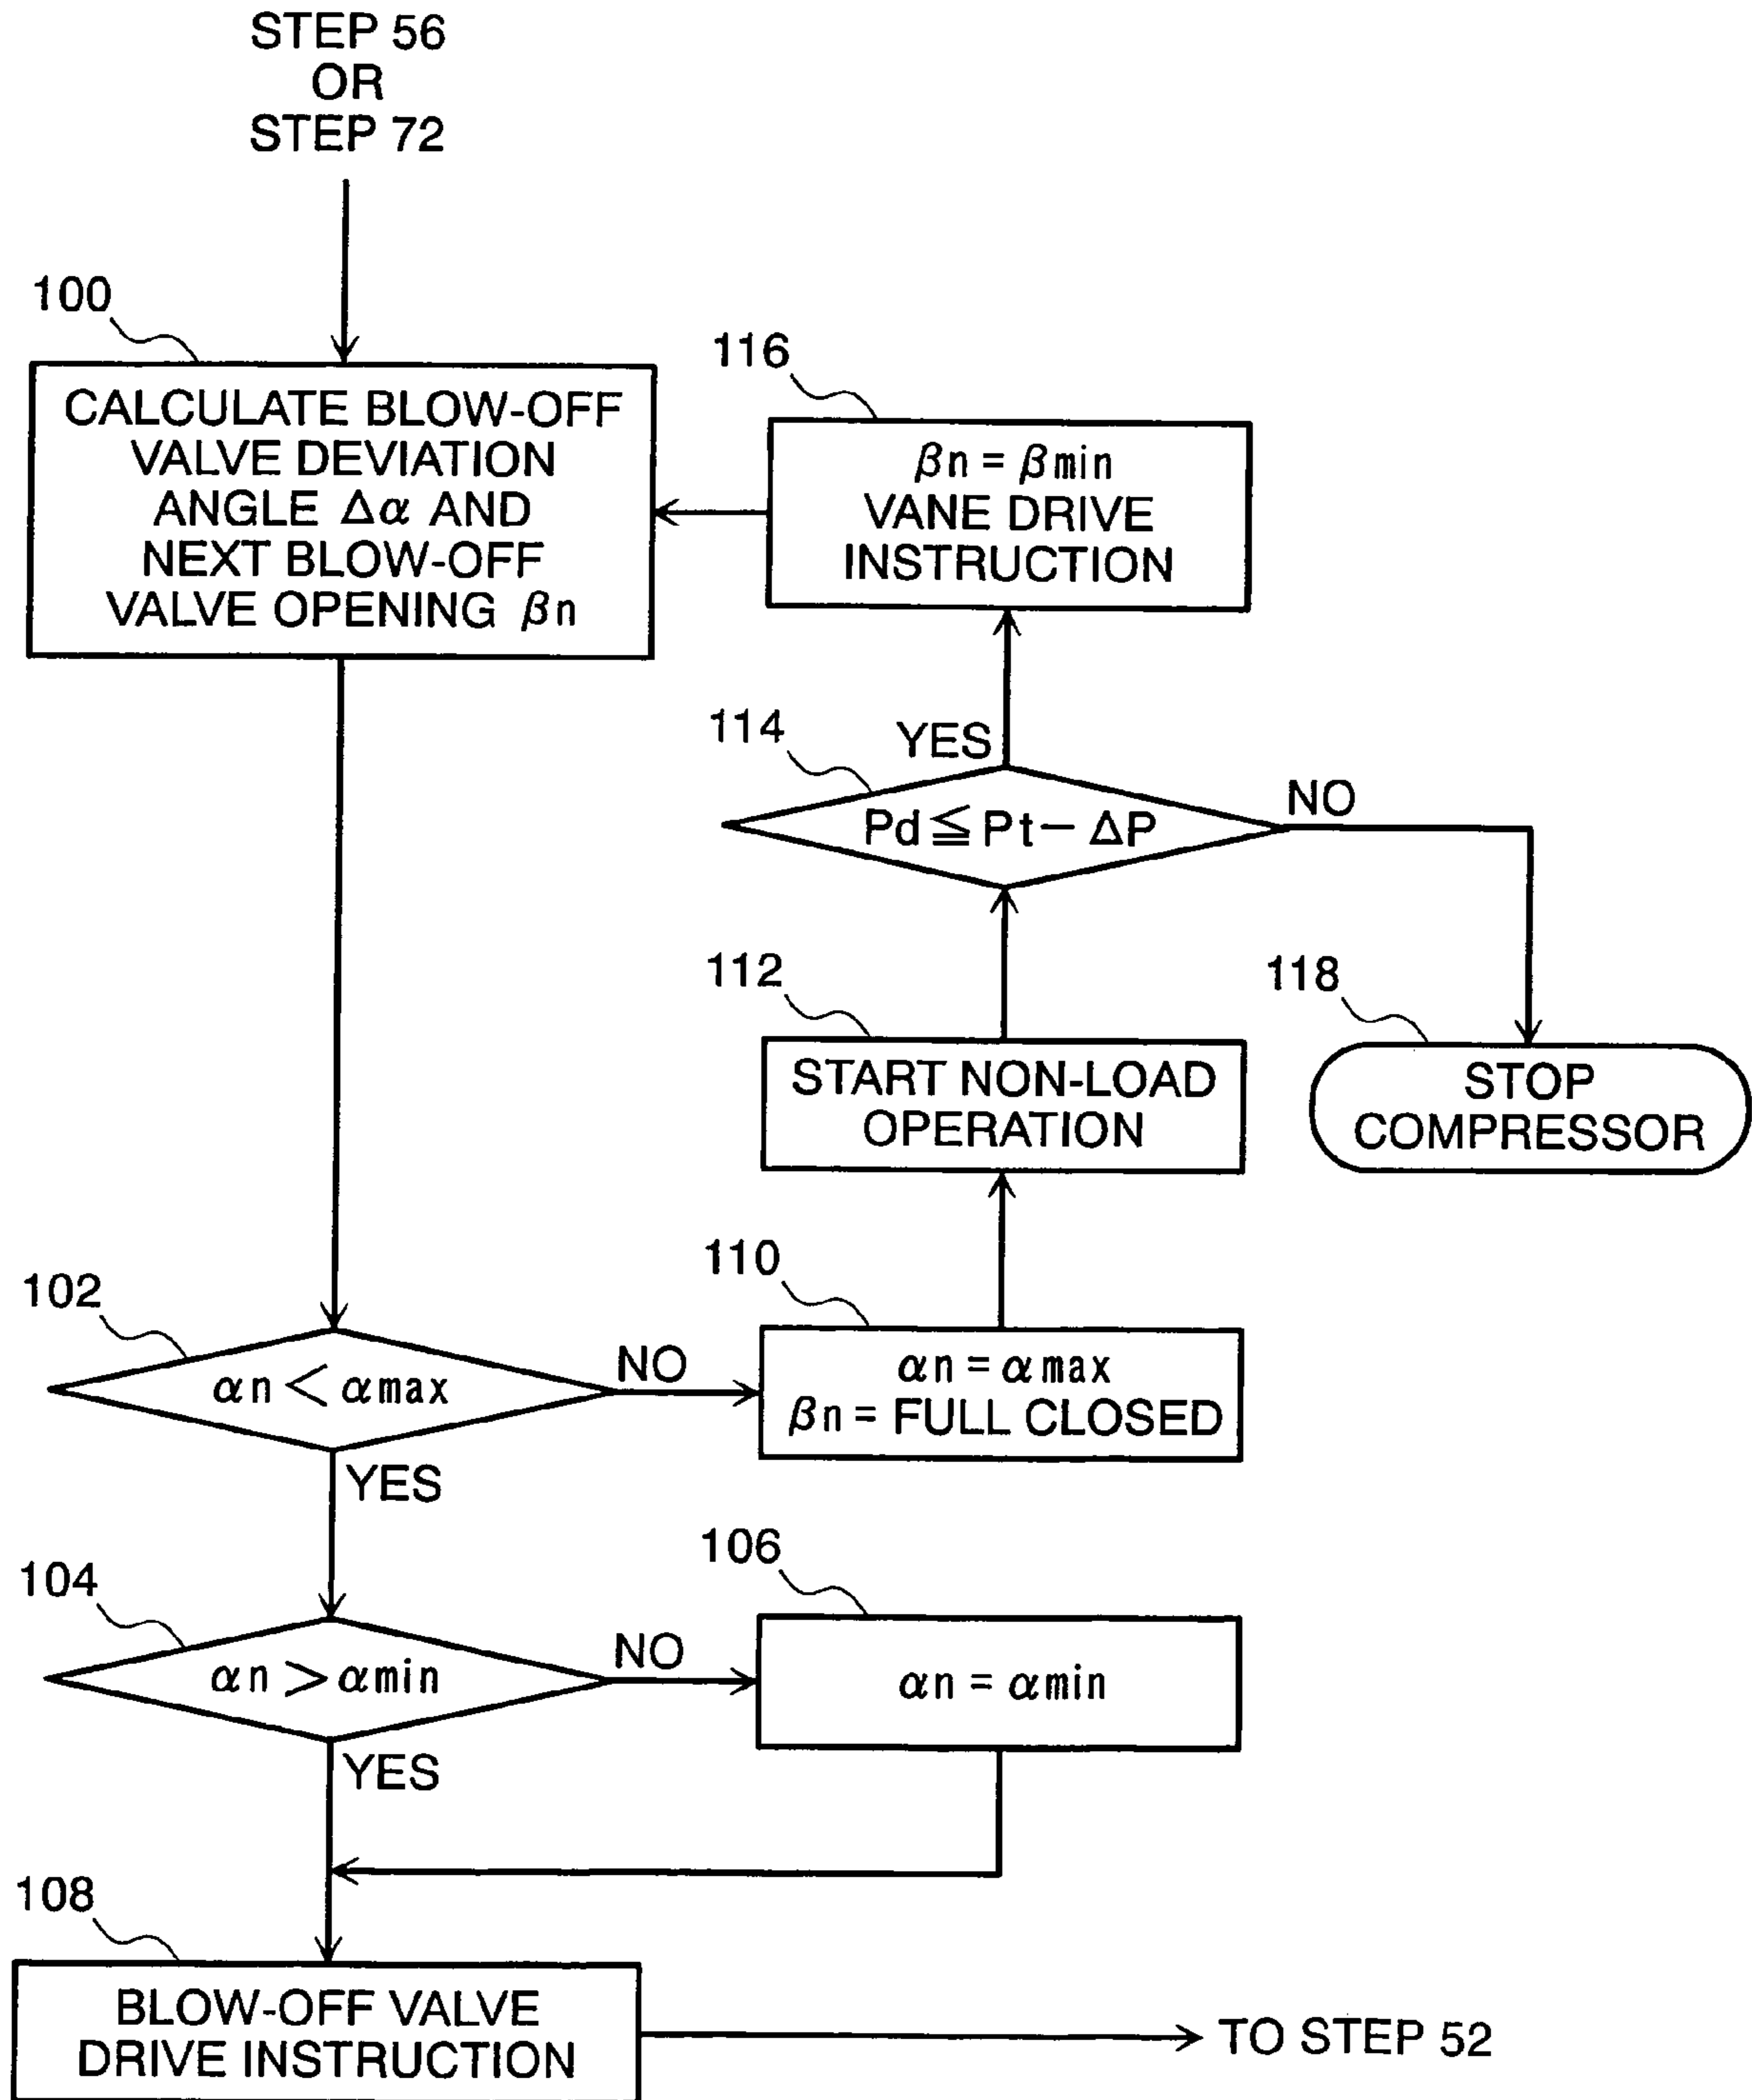 STEP 56
OR
STEP 72
100
CALCULATE BLOW-OFF
VALVE DEVIATION
ANGLE Δα AND
NEXT BLOW-OFF
VALVE OPENING βn
116
βn = βmin
VANE DRIVE
INSTRUCTION
114
YES
Pd ≦ Pt − ΔP
NO
112
START NON-LOAD
OPERATION
118
STOP
COMPRESSOR
110
αn = αmax
βn = FULL CLOSED
102
αn < αmax
NO
YES
104
αn > αmin
NO
YES
106
αn = αmin
108
BLOW-OFF VALVE
DRIVE INSTRUCTION
TO STEP 52